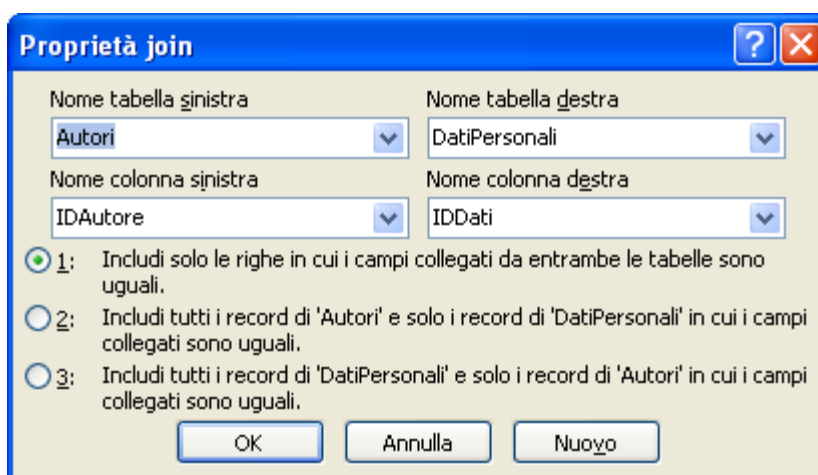 Proprietà join
Nome tabella sinistra
Nome tabella destra
Autori
DatiPersonali
Nome colonna sinistra
Nome colonna destra
IDAutore
IDDati
1: Includi solo le righe in cui i campi collegati da entrambe le tabelle sono
uguali.
2: Includi tutti i record di 'Autori' e solo i record di 'DatiPersonali' in cui i campi
collegati sono uguali.
3: Includi tutti i record di 'DatiPersonali' e solo i record di 'Autori' in cui i campi
collegati sono uguali.
OK
Annulla
Nuovo